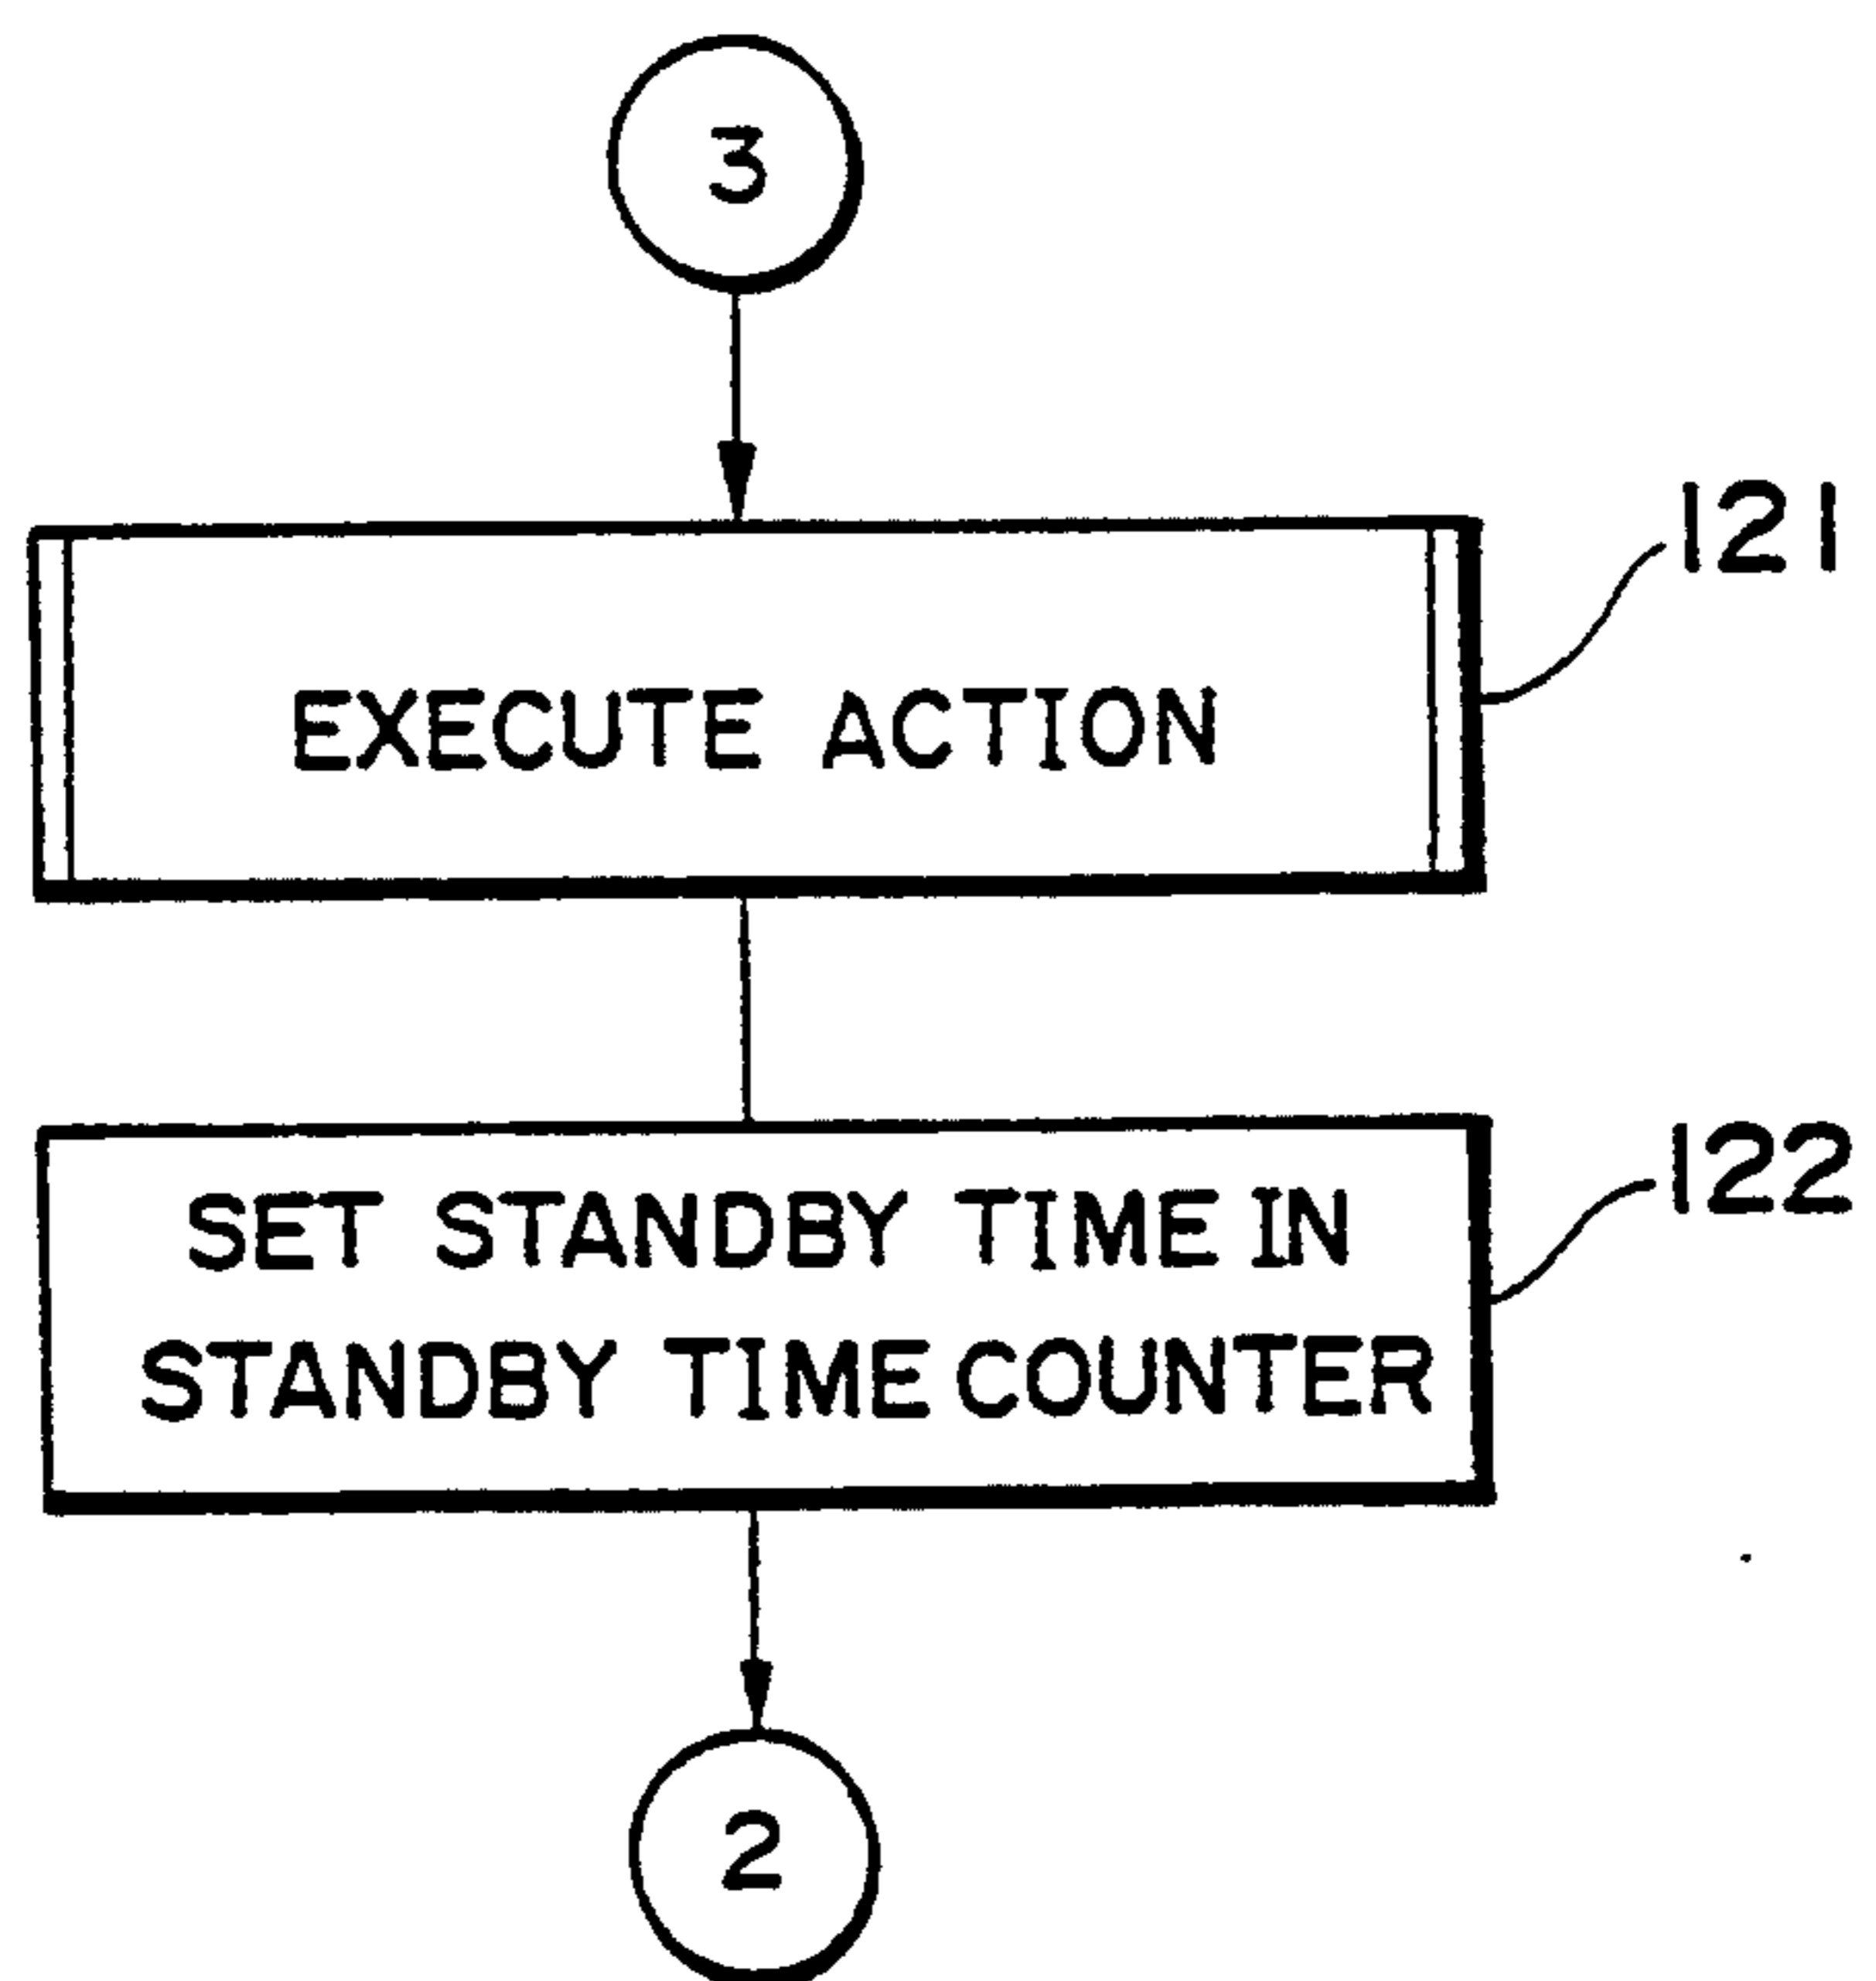 3
121
EXECUTE ACTION
122
SET STANDBY TIME IN
STANDBY TIME COUNTER
2